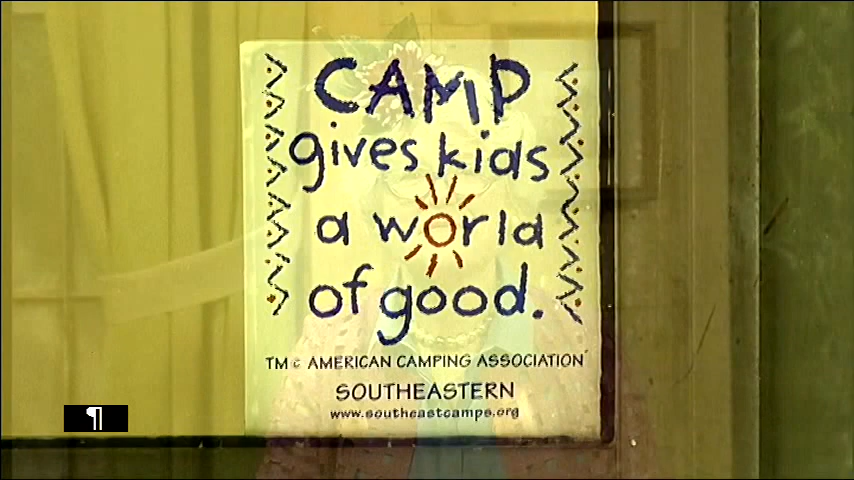 CAMP
gives kids
a world
of good.
TM© AMERICAN CAMPING ASSOCIATION
SOUTHEASTERN
www.southeastcamps.org
¶